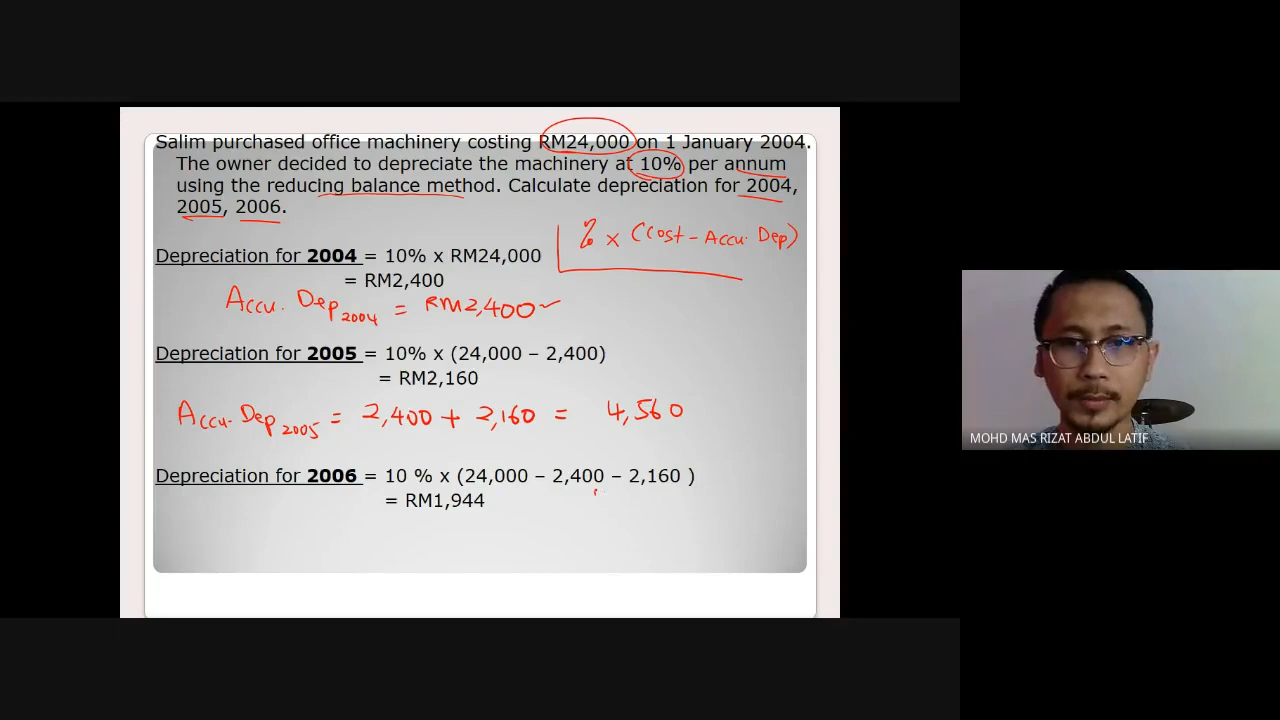 Salim purchased office machinery costing RM24,000 on 1 January 2004.
The owner decided to depreciate the machinery at 10% per annum
using the reducing balance method. Calculate depreciation for 2004,
2005, 2006.
% × (Cost – Accu. Dep)
Depreciation for 2004 = 10% x RM24,000
= RM2,400
Accu. Dep 2004 = RM2,400
Depreciation for 2005 = 10% x (24,000 – 2,400)
= RM2,160
Accu. Dep 2005 = 2,400 + 2,160 = 4,560
Depreciation for 2006 = 10 % x (24,000 – 2,400 – 2,160 )
= RM1,944
MOHD MAS RIZAT ABDUL LATIF